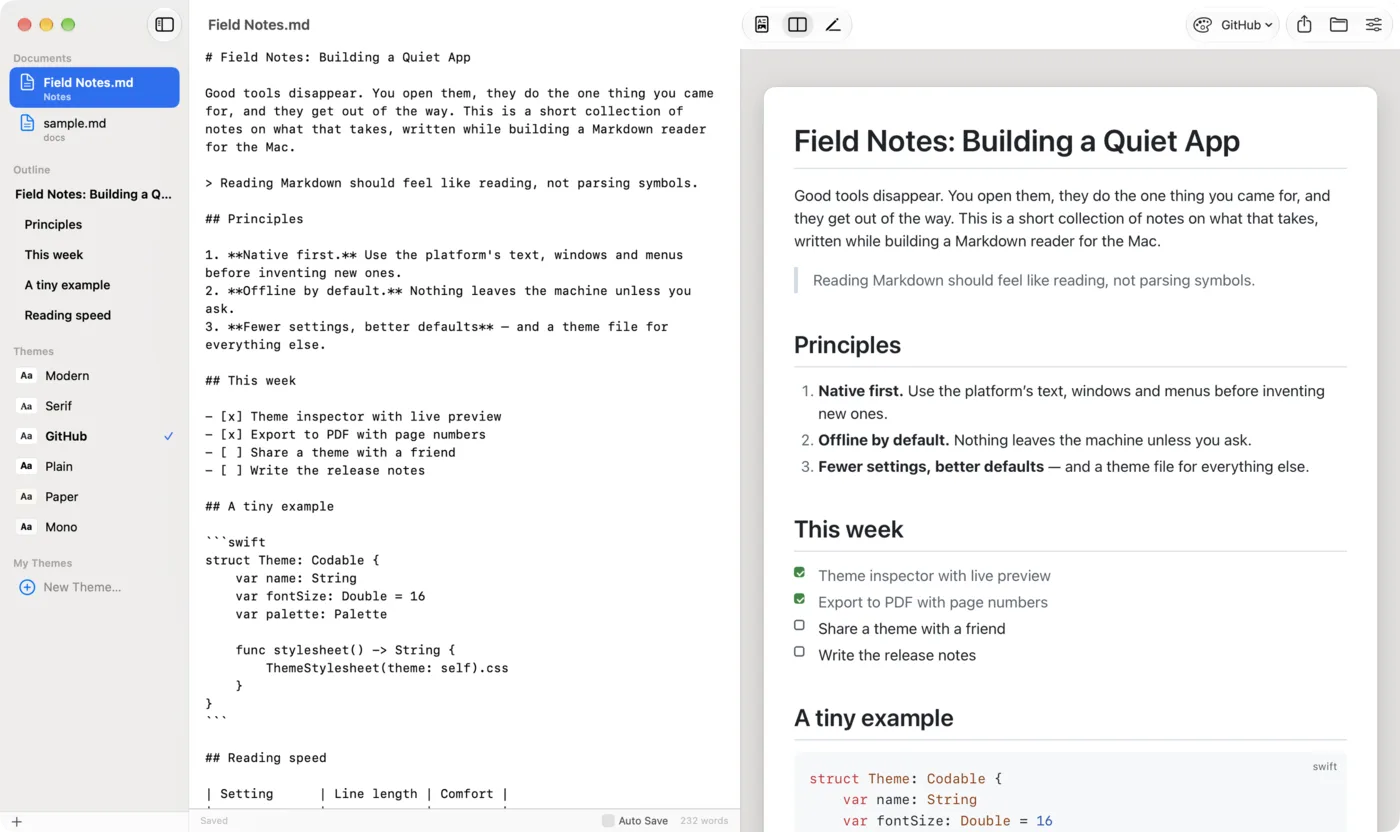 Documents
Field Notes.md
Notes
sample.md
docs
Outline
Field Notes: Building a Q...
Principles
This week
A tiny example
Reading speed
Themes
Aa Modern
Aa Serif
Aa GitHub
Aa Plain
Aa Paper
Aa Mono
My Themes
New Theme...
Field Notes.md
# Field Notes: Building a Quiet App
Good tools disappear. You open them, they do the one thing you came
for, and they get out of the way. This is a short collection of
notes on what that takes, written while building a Markdown reader
for the Mac.
> Reading Markdown should feel like reading, not parsing symbols.
## Principles
1. **Native first.** Use the platform's text, windows and menus
before inventing new ones.
2. **Offline by default.** Nothing leaves the machine unless you
ask.
3. **Fewer settings, better defaults** — and a theme file for
everything else.
## This week
- [x] Theme inspector with live preview
- [x] Export to PDF with page numbers
- [ ] Share a theme with a friend
- [ ] Write the release notes
## A tiny example
```swift
struct Theme: Codable {
    var name: String
    var fontSize: Double = 16
    var palette: Palette
    func stylesheet() -> String {
        ThemeStylesheet(theme: self).css
    }
}
```
## Reading speed
| Setting | Line length | Comfort |
Saved
Auto Save
232 words
GitHub
Field Notes: Building a Quiet App
Good tools disappear. You open them, they do the one thing you came for, and
they get out of the way. This is a short collection of notes on what that takes,
written while building a Markdown reader for the Mac.
Reading Markdown should feel like reading, not parsing symbols.
Principles
1. Native first. Use the platform’s text, windows and menus before inventing
new ones.
2. Offline by default. Nothing leaves the machine unless you ask.
3. Fewer settings, better defaults — and a theme file for everything else.
This week
Theme inspector with live preview
Export to PDF with page numbers
Share a theme with a friend
Write the release notes
A tiny example
swift
struct Theme: Codable {
    var name: String
    var fontSize: Double = 16